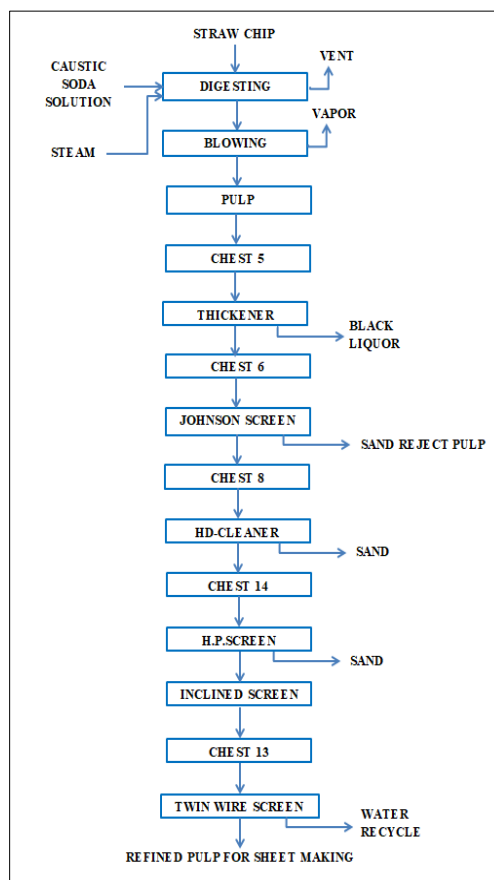 STRAW CHIP
VENT
CAUSTIC
SODA
SOLUTION
DIGESTING
VAPOR
STEAM
BLOWING
PULP
CHEST 5
THICKENER
BLACK
LIQUOR
CHEST 6
JOHNSON SCREEN
SAND REJECT PULP
CHEST 8
HD-CLEANER
SAND
CHEST 14
H.P.SCREEN
SAND
INCLINED SCREEN
CHEST 13
TWIN WIRE SCREEN
WATER
RECYCLE
REFINED PULP FOR SHEET MAKING